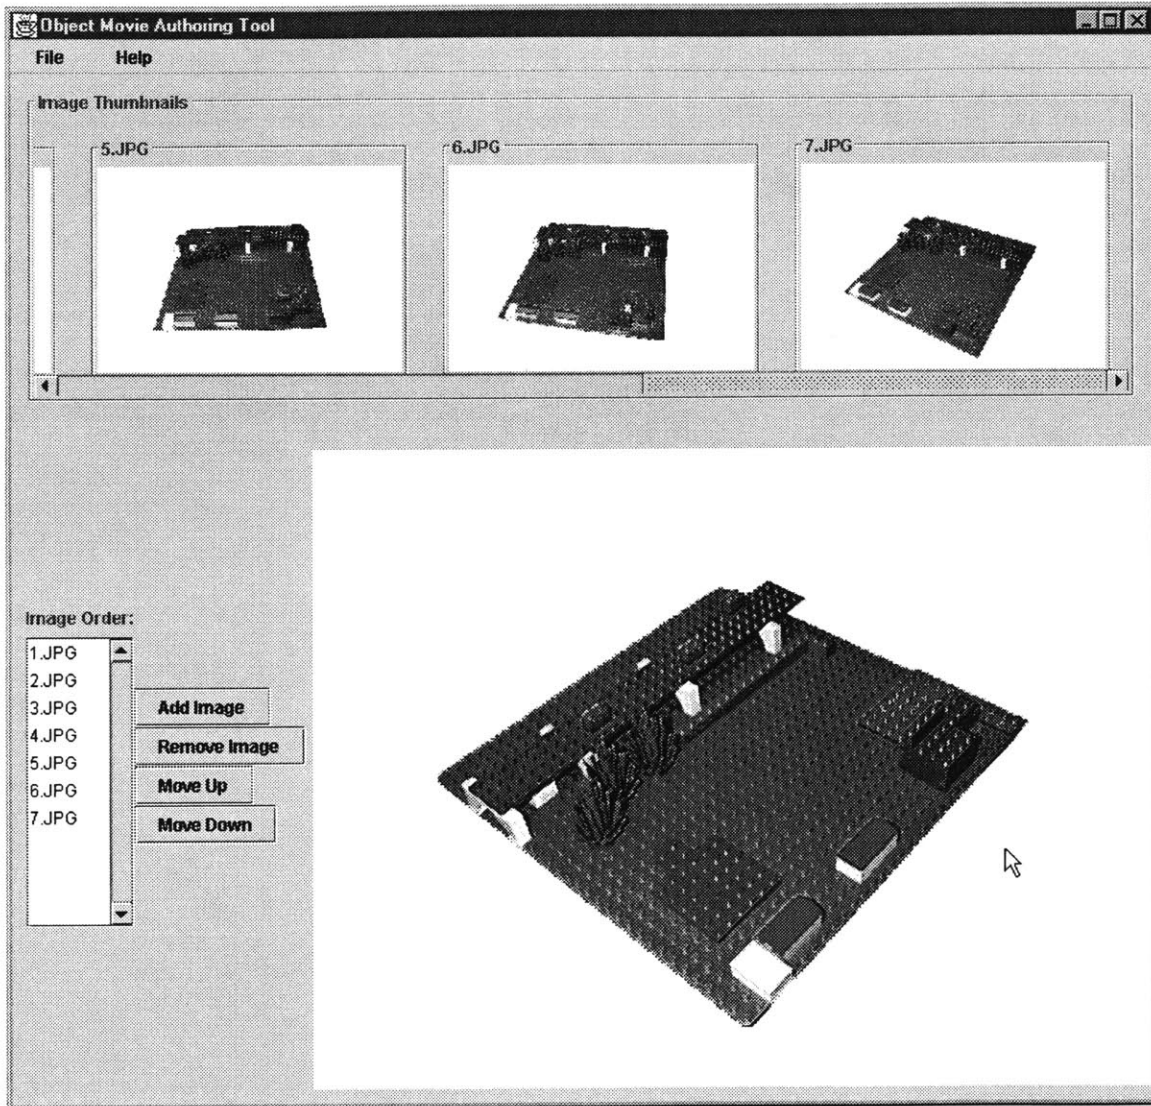 Object Movie Authoring Tool
File Help
Image Thumbnails
5.JPG 6.JPG 7.JPG
Image Order:
1.JPG
2.JPG
3.JPG
4.JPG
5.JPG
6.JPG
7.JPG
Add Image
Remove Image
Move Up
Move Down